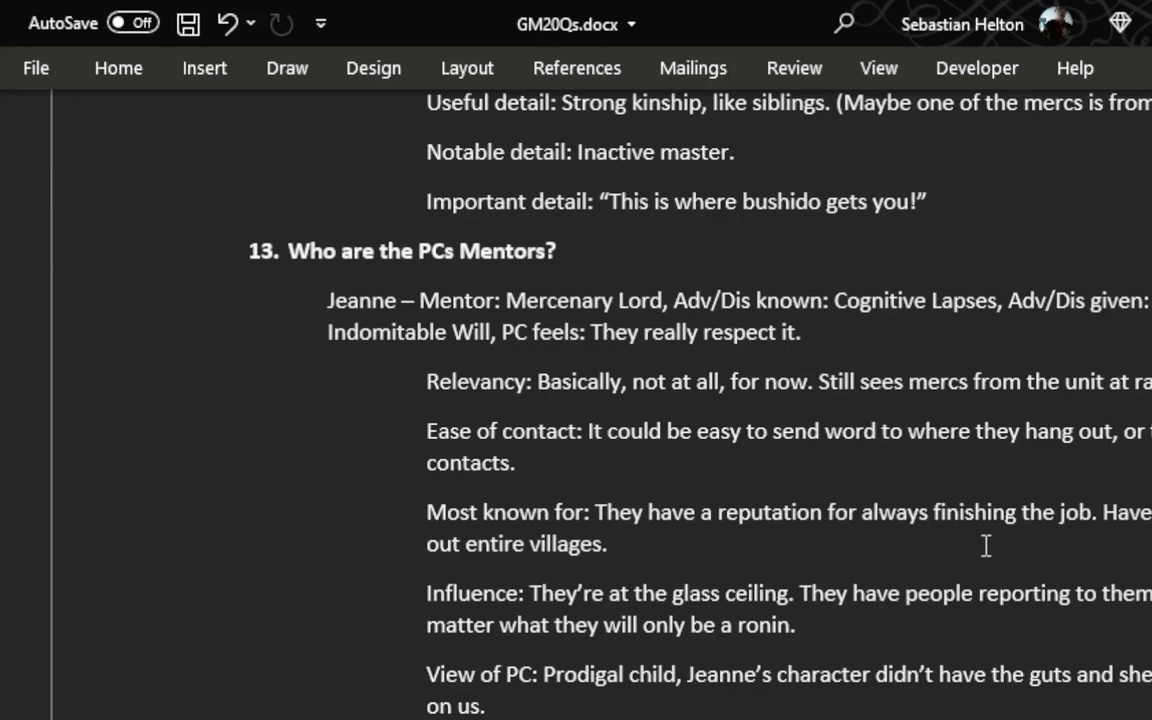 AutoSave Off GM20Qs.docx Sebastian Helton
File Home Insert Draw Design Layout References Mailings Review View Developer Help
Useful detail: Strong kinship, like siblings. (Maybe one of the mercs is from
Notable detail: Inactive master.
Important detail: “This is where bushido gets you!”
13. Who are the PCs Mentors?
Jeanne – Mentor: Mercenary Lord, Adv/Dis known: Cognitive Lapses, Adv/Dis given:
Indomitable Will, PC feels: They really respect it.
Relevancy: Basically, not at all, for now. Still sees mercs from the unit at
Ease of contact: It could be easy to send word to where they hang out, or
contacts.
Most known for: They have a reputation for always finishing the job. Have
out entire villages.
Influence: They’re at the glass ceiling. They have people reporting to them
matter what they will only be a ronin.
View of PC: Prodigal child, Jeanne’s character didn’t have the guts and she
on us.